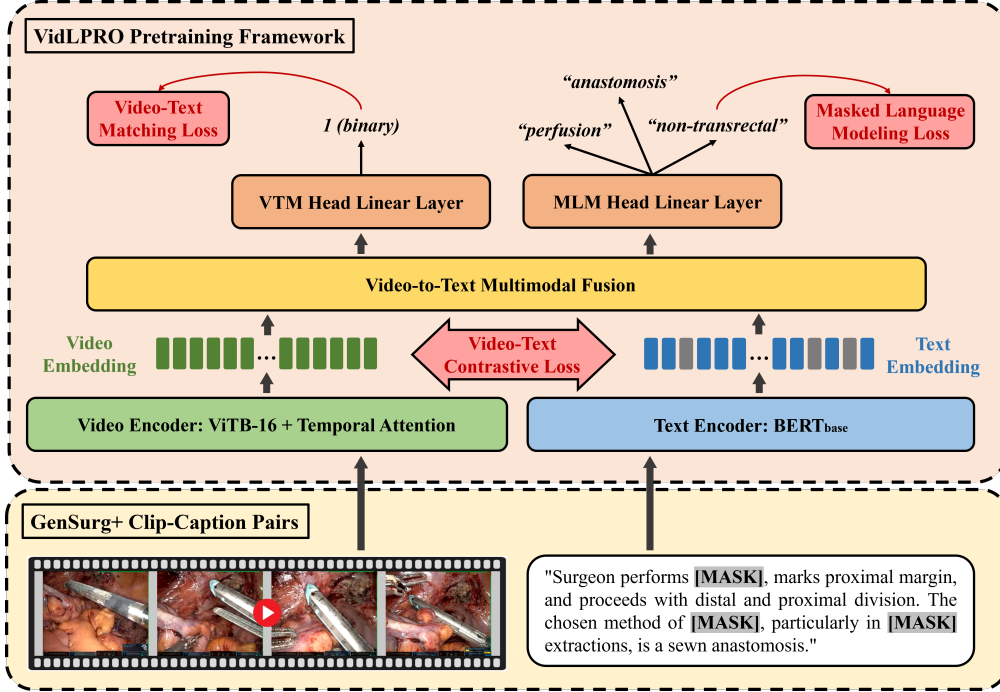 VidLPRO Pretraining Framework
Video-Text
Matching Loss
1 (binary)
“anastomosis”
“perfusion”
“non-transrectal”
Masked Language
Modeling Loss
VTM Head Linear Layer
MLM Head Linear Layer
Video-to-Text Multimodal Fusion
Video
Embedding
...
Video-Text
Contrastive Loss
...
Text
Embedding
Video Encoder: ViTB-16 + Temporal Attention
Text Encoder: BERTbase
GenSurg+ Clip-Caption Pairs
"Surgeon performs [MASK], marks proximal margin,
and proceeds with distal and proximal division. The
chosen method of [MASK], particularly in [MASK]
extractions, is a sewn anastomosis."